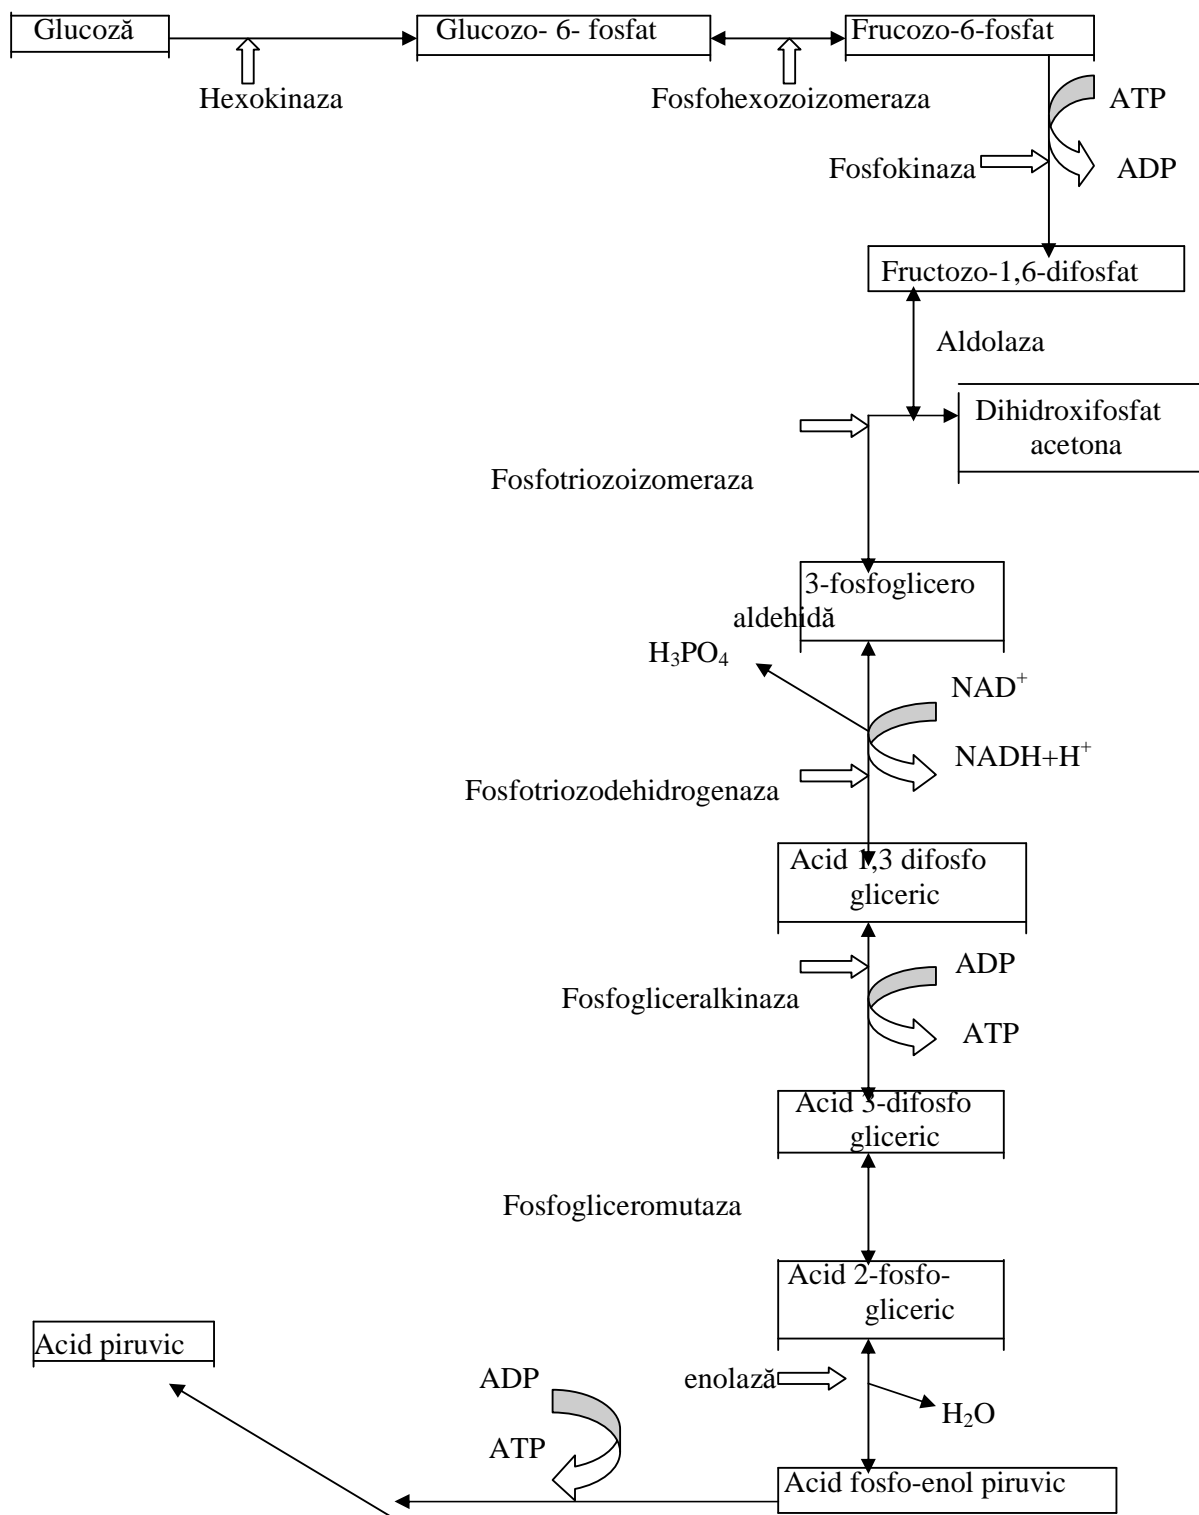 Glucoză
Glucozo- 6- fosfat
Frucozo-6-fosfat
Hexokinaza
Fosfohexozoizomeraza
ATP
Fosfokinaza
ADP
Fructozo-1,6-difosfat
Aldolaza
Dihidroxifosfat
acetona
Fosfotriozoizomeraza
3-fosfoglicero
aldehidă
H₃PO₄
NAD⁺
NADH+H⁺
Fosfotriozodehidrogenaza
Acid 1,3 difosfo
gliceric
ADP
Fosfogliceralkinaza
ATP
Acid 3-difosfo
gliceric
Fosfogliceromutaza
Acid 2-fosfo-
gliceric
Acid piruvic
ADP
enolază
H₂O
ATP
Acid fosfo-enol piruvic